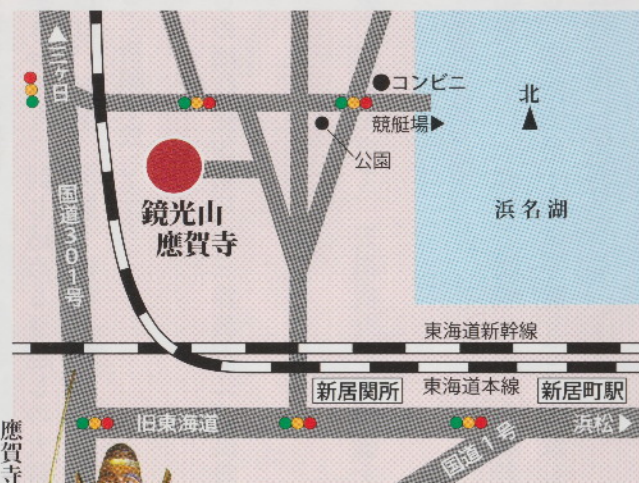 ▲三ヶ日
コンビニ
北
競艇場▶
公園
国道301号
鏡光山
應賀寺
浜名湖
東海道新幹線
新居関所
東海道本線
新居町駅
旧東海道
国道1号
浜松▶
應賀寺